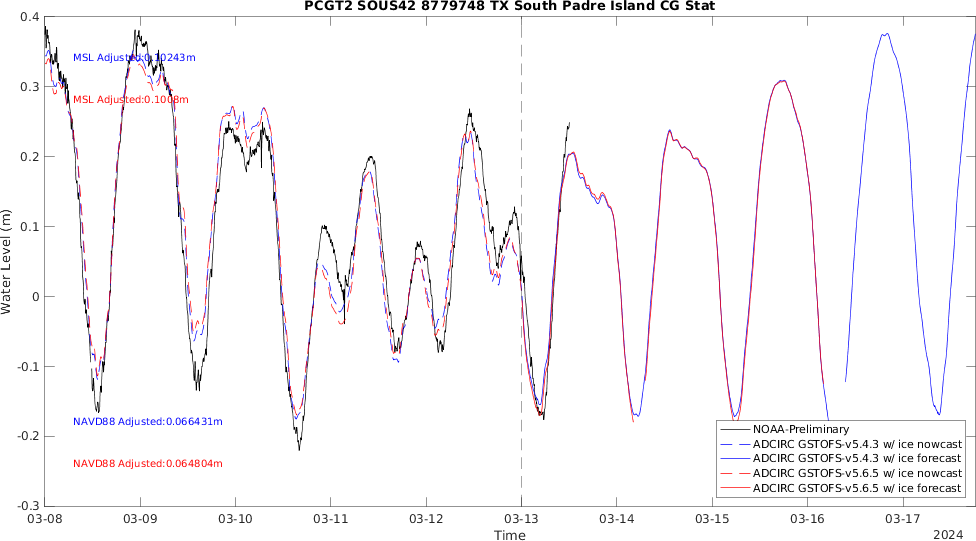 PCGT2 SOUS42 8779748 TX South Padre Island CG Stat
0.4
MSL Adjusted:0.10243m
0.3
MSL Adjusted:0.1008m
0.2
0.1
Water Level (m)
0
-0.1
-0.2
-0.3
NAVD88 Adjusted:0.066431m
NAVD88 Adjusted:0.064804m
NOAA-Preliminary
ADCIRC GSTOFS-v5.4.3 w/ ice nowcast
ADCIRC GSTOFS-v5.4.3 w/ ice forecast
ADCIRC GSTOFS-v5.6.5 w/ ice nowcast
ADCIRC GSTOFS-v5.6.5 w/ ice forecast
03-08 03-09 03-10 03-11 03-12 03-13 03-14 03-15 03-16 03-17
Time
2024